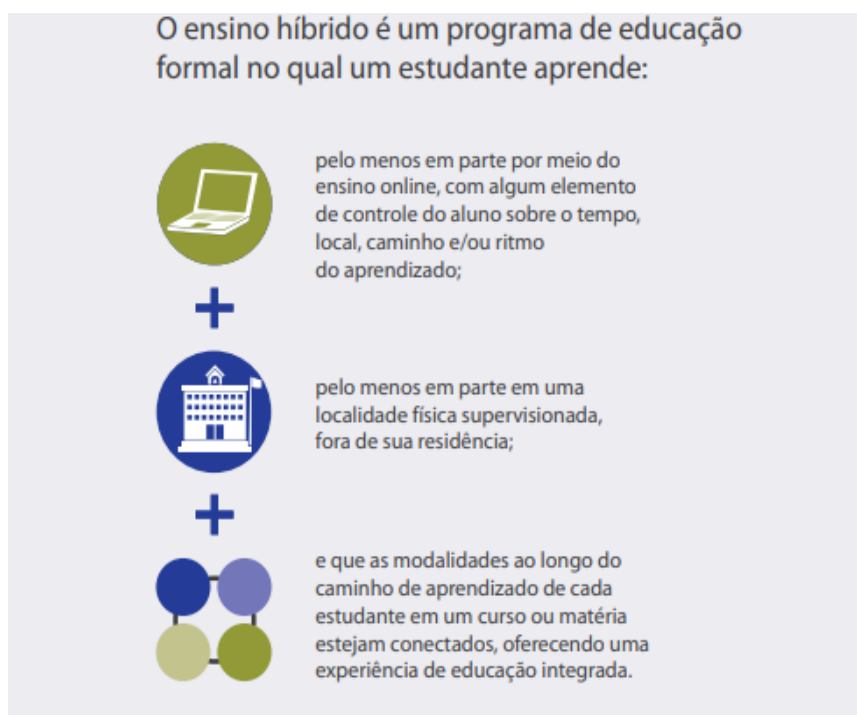 O ensino híbrido é um programa de educação
formal no qual um estudante aprende:
pelo menos em parte por meio do
ensino online, com algum elemento
de controle do aluno sobre o tempo,
local, caminho e/ou ritmo
do aprendizado;
+
pelo menos em parte em uma
localidade física supervisionada,
fora de sua residência;
+
e que as modalidades ao longo do
caminho de aprendizado de cada
estudante em um curso ou matéria
estejam conectados, oferecendo uma
experiência de educação integrada.